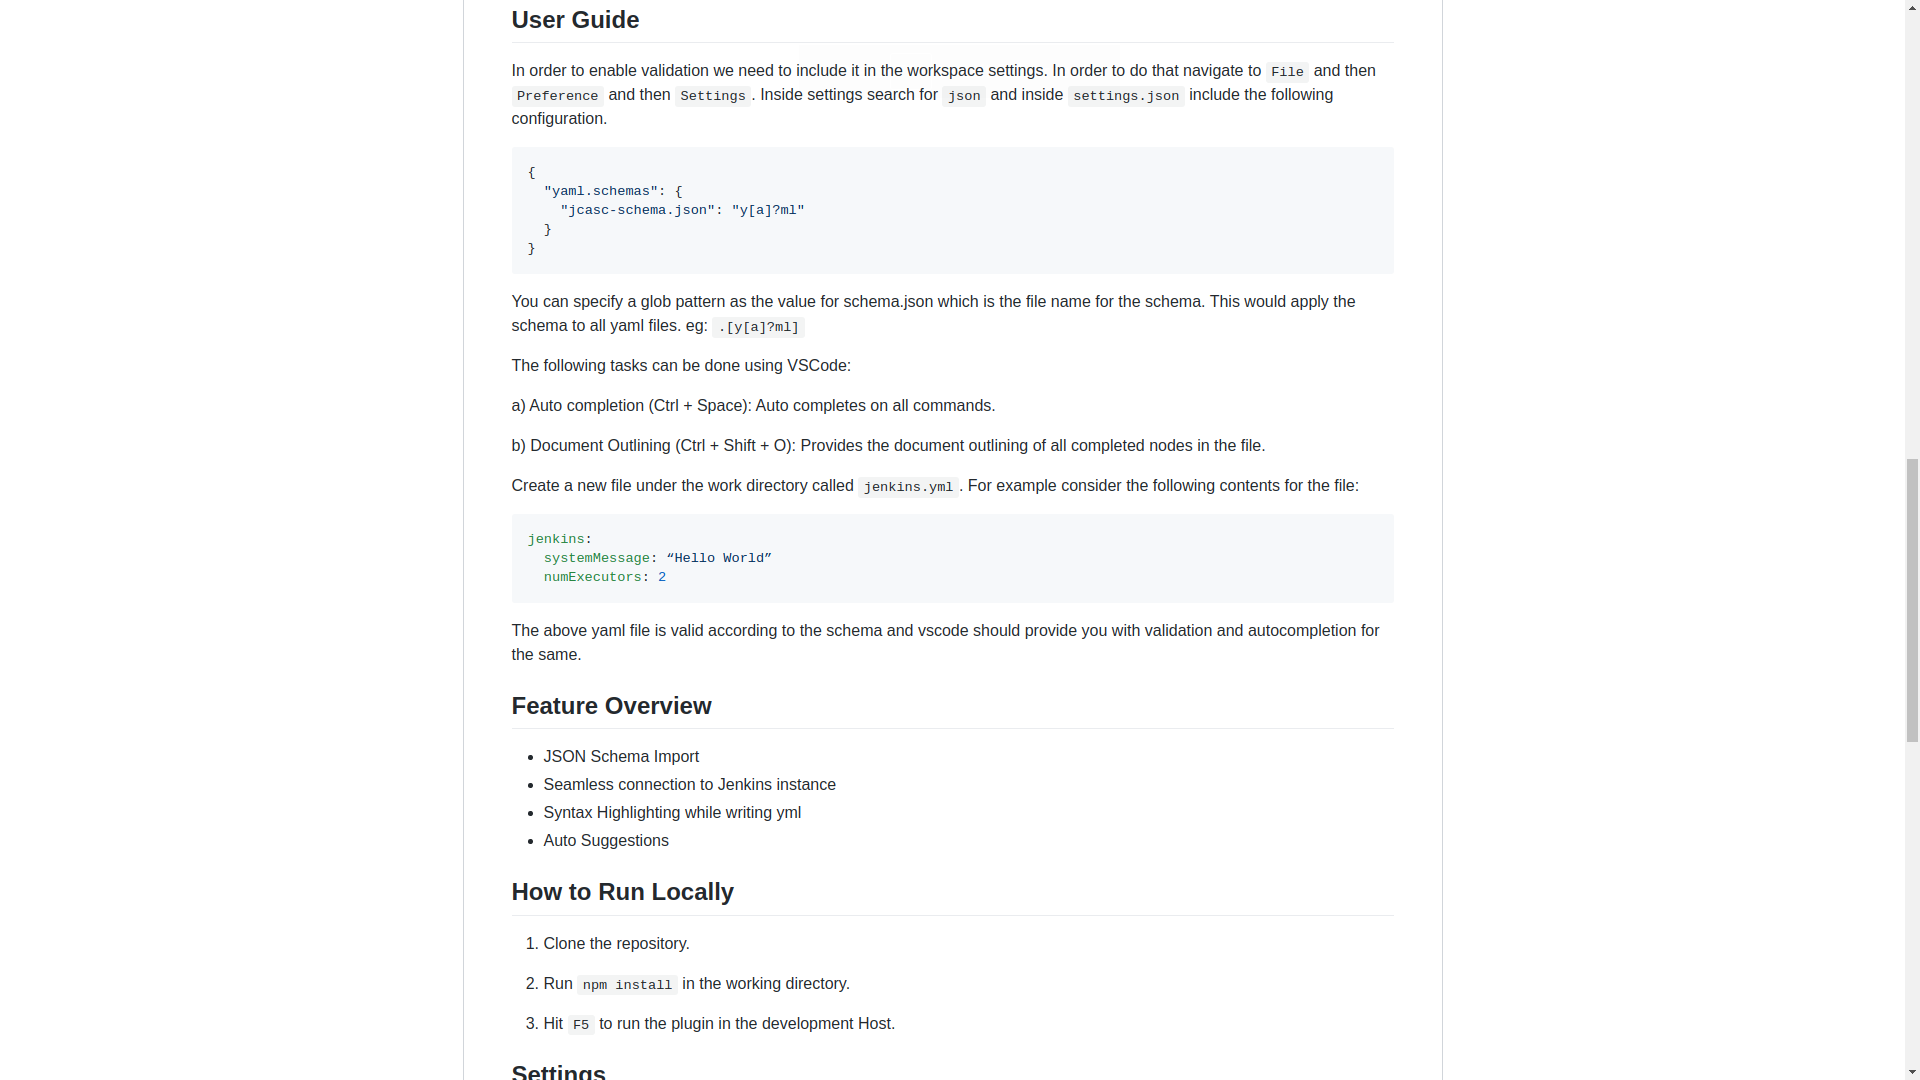 User Guide
In order to enable validation we need to include it in the workspace settings. In order to do that navigate to File and then
Preference and then Settings. Inside settings search for json and inside settings.json include the following
configuration.
{
  "yaml.schemas": {
    "jcasc-schema.json": "y[a]?ml"
  }
}
You can specify a glob pattern as the value for schema.json which is the file name for the schema. This would apply the
schema to all yaml files. eg: .[y[a]?ml]
The following tasks can be done using VSCode:
a) Auto completion (Ctrl + Space): Auto completes on all commands.
b) Document Outlining (Ctrl + Shift + O): Provides the document outlining of all completed nodes in the file.
Create a new file under the work directory called jenkins.yml. For example consider the following contents for the file:
jenkins:
  systemMessage: “Hello World”
  numExecutors: 2
The above yaml file is valid according to the schema and vscode should provide you with validation and autocompletion for
the same.
Feature Overview
• JSON Schema Import
• Seamless connection to Jenkins instance
• Syntax Highlighting while writing yml
• Auto Suggestions
How to Run Locally
1. Clone the repository.
2. Run npm install in the working directory.
3. Hit F5 to run the plugin in the development Host.
Settings